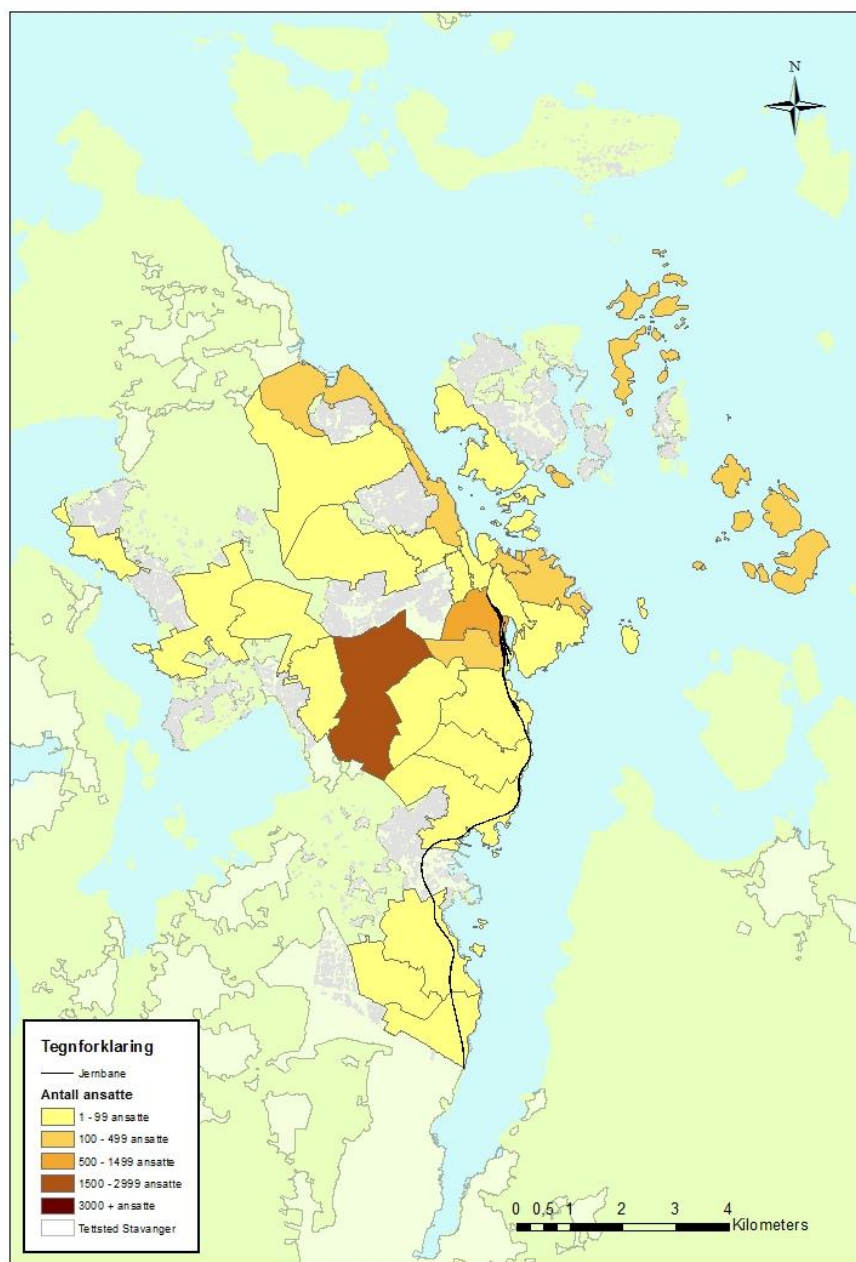 N
Tegnforklaring
Jernbane
Antall ansatte
1 - 99 ansatte
100 - 499 ansatte
500 - 1499 ansatte
1500 - 2999 ansatte
3000 + ansatte
Tettsted Stavanger
0 0,5 1 2 3 4
Kilometers